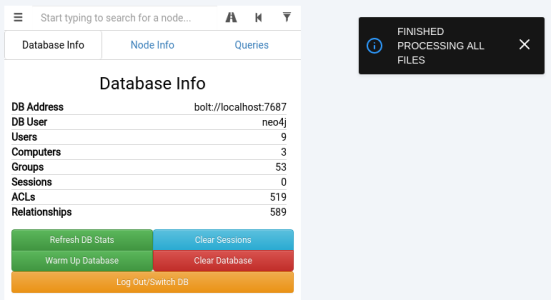 Start typing to search for a node...
Database Info Node Info Queries
Database Info
DB Address bolt://localhost:7687
DB User neo4j
Users 9
Computers 3
Groups 53
Sessions 0
ACLs 519
Relationships 589
Refresh DB Stats Clear Sessions
Warm Up Database Clear Database
Log Out/Switch DB
FINISHED
PROCESSING ALL
FILES